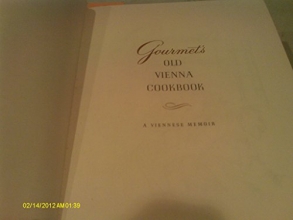 Gourmet's
OLD
VIENNA
COOKBOOK
A VIENNESE MEMOIR
02/14/2012 AM 01:39